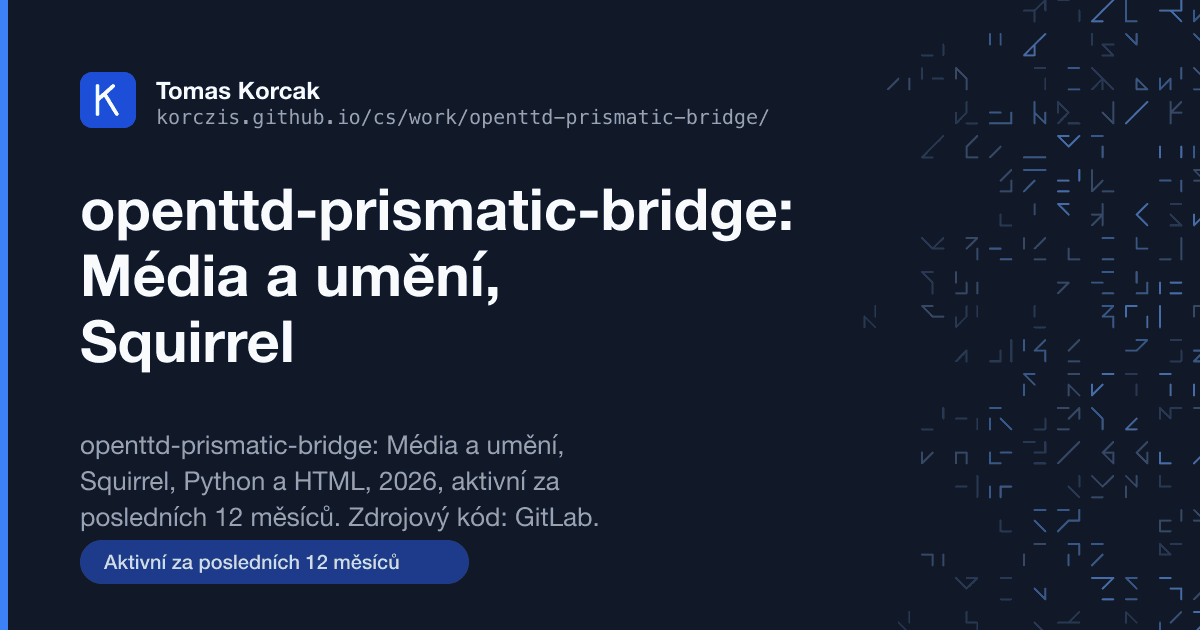 K
Tomas Korcak
korczis.github.io/cs/work/openttd-prismatic-bridge/
openttd-prismatic-bridge:
Média a umění,
Squirrel
openttd-prismatic-bridge: Média a umění,
Squirrel, Python a HTML, 2026, aktivní za
posledních 12 měsíců. Zdrojový kód: GitLab.
Aktivní za posledních 12 měsíců